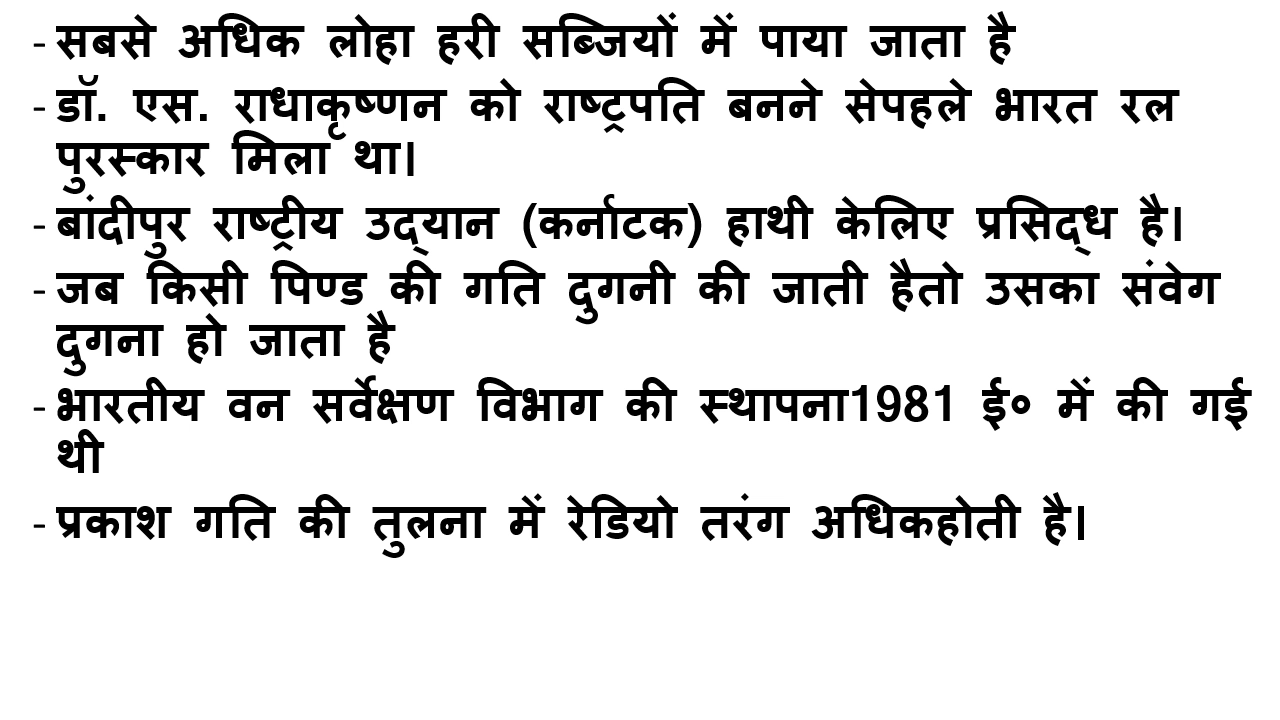 - सबसे अधिक लोहा हरी सब्जियों में पाया जाता है
- डॉ. एस. राधाकृष्णन को राष्ट्रपति बनने सेपहले भारत रल
पुरस्कार मिला था।
- बांदीपुर राष्ट्रीय उद्यान (कर्नाटक) हाथी केलिए प्रसिद्ध है।
- जब किसी पिण्ड की गति दुगनी की जाती हैतो उसका संवेग
दुगना हो जाता है
- भारतीय वन सर्वेक्षण विभाग की स्थापना1981 ई० में की गई
थी
- प्रकाश गति की तुलना में रेडियो तरंग अधिकहोती है।